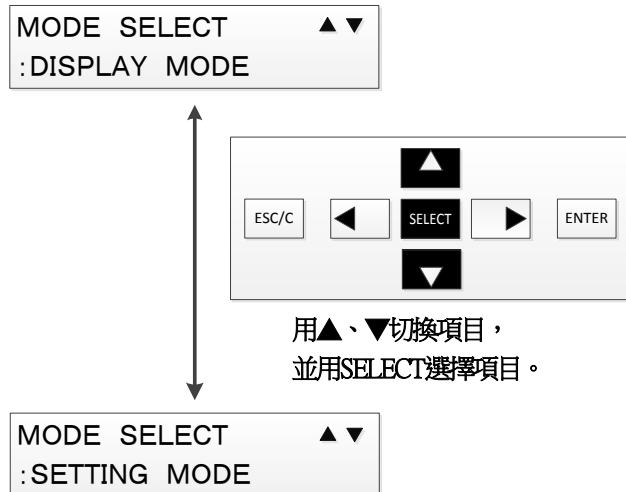 MODE SELECT ▲ ▼
:DISPLAY MODE
▲
ESC/C ◀ SELECT ▶ ENTER
▼
用▲、▼切換項目，
並用SELECT選擇項目。
MODE SELECT ▲ ▼
:SETTING MODE